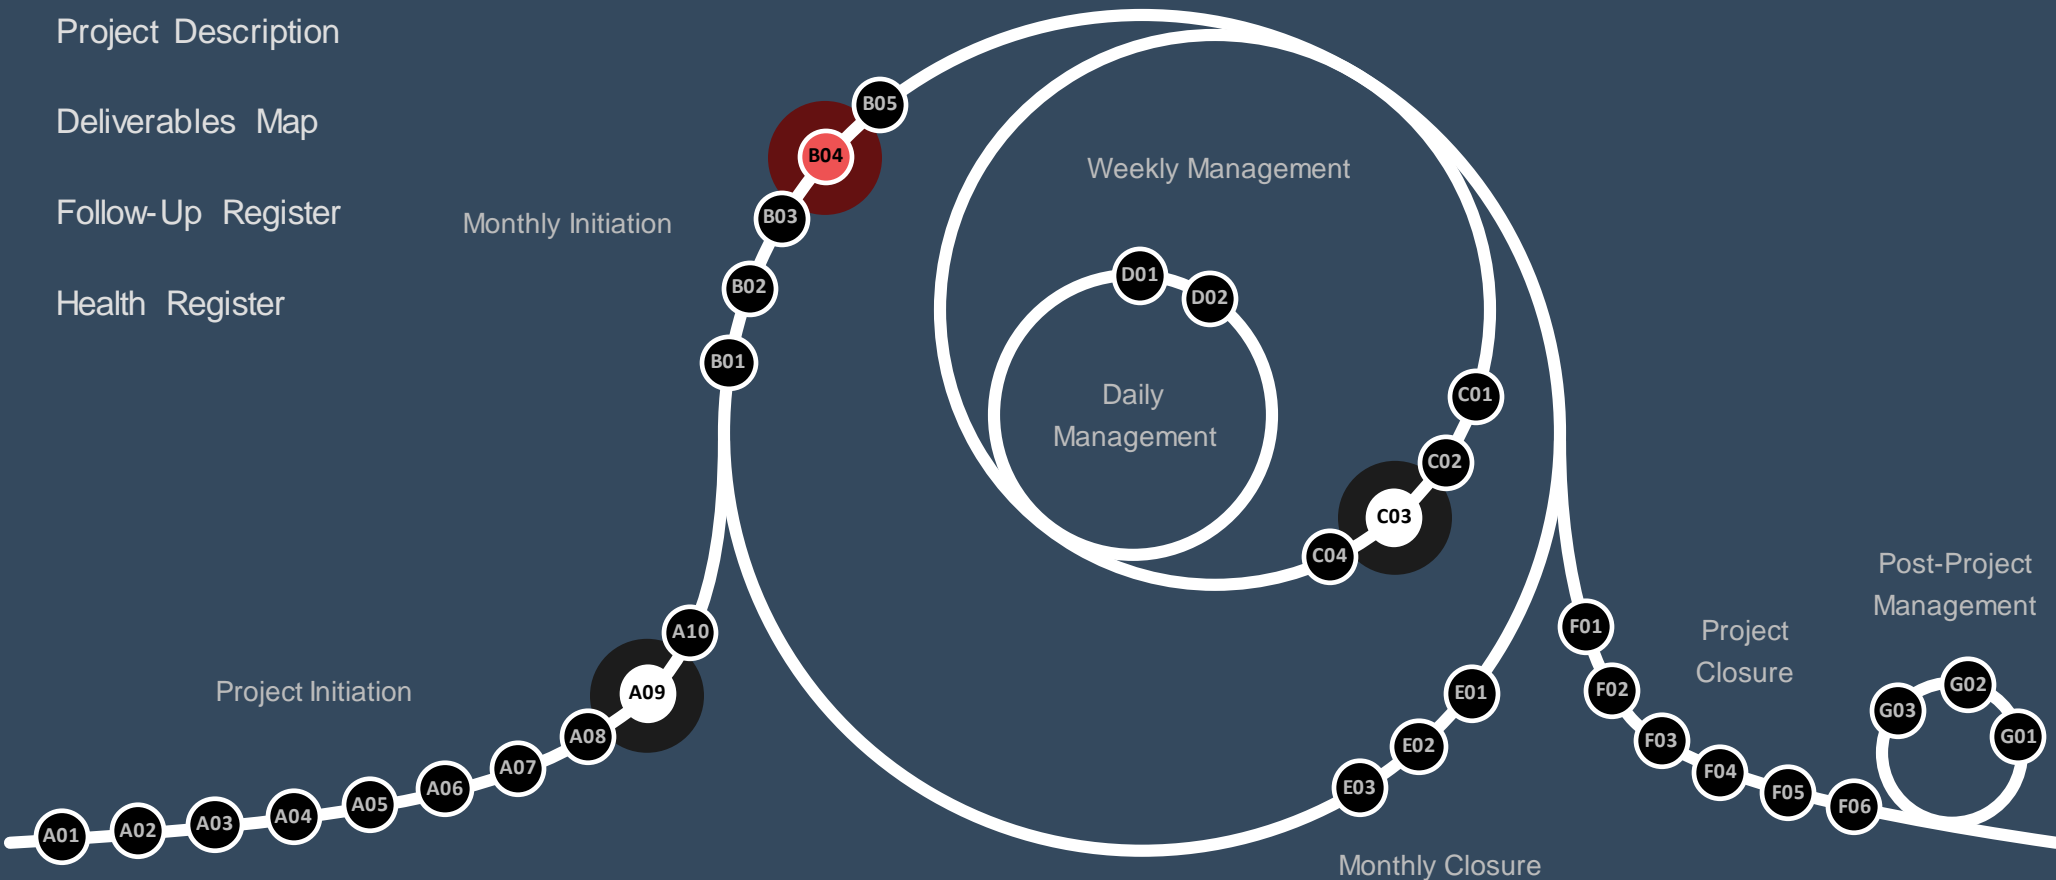 Project Description
Deliverables Map
Follow-Up Register
Health Register
Monthly Initiation
B05
B04
B03
B02
B01
Weekly Management
D01
D02
Daily
Management
C01
C02
C03
C04
Project Initiation
A01
A02
A03
A04
A05
A06
A07
A08
A09
A10
E01
E02
E03
Monthly Closure
F01
F02
F03
F04
F05
F06
Project
Closure
Post-Project
Management
G03
G02
G01